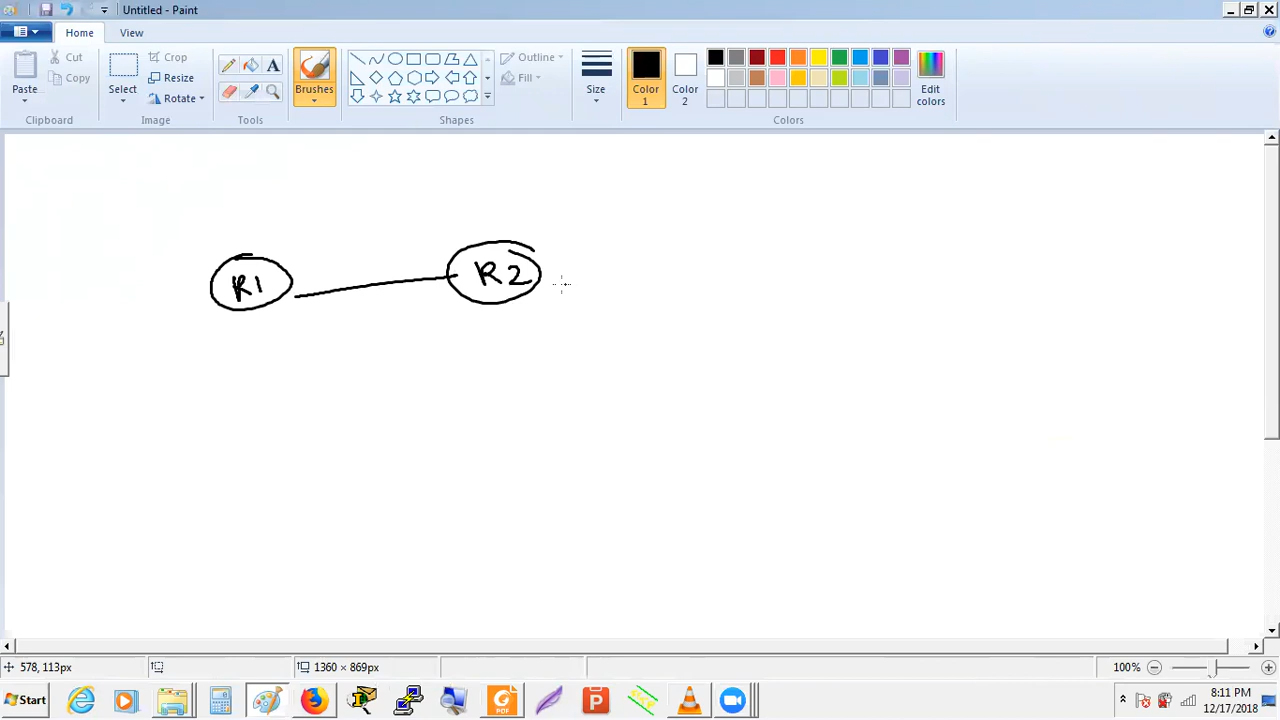 Untitled - Paint
Home View
Paste
Cut
Copy
Clipboard
Select
Crop
Resize
Rotate
Image
A
Tools
Brushes
Outline
Fill
Shapes
Size
Color 1
Color 2
Edit colors
Colors
R1 R2
578, 113px 1360 × 869px 100%
Start PDF P 8:11 PM
12/17/2018